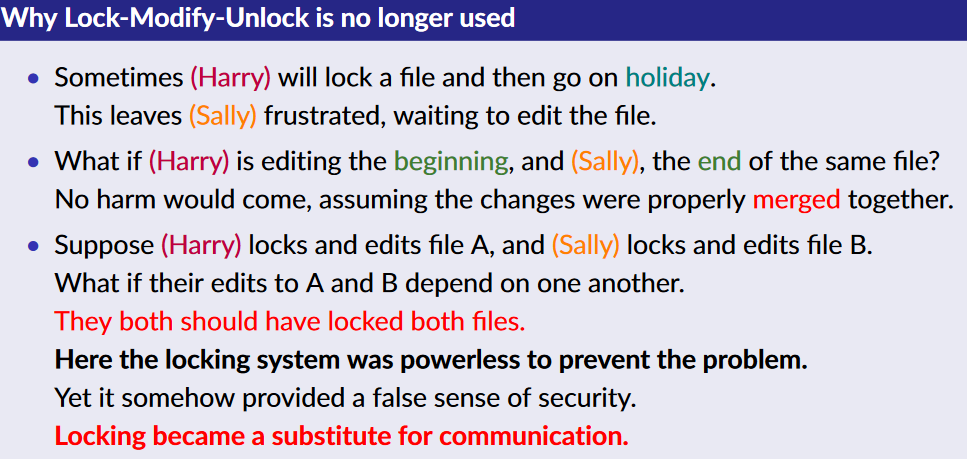 Why Lock-Modify-Unlock is no longer used
• Sometimes (Harry) will lock a file and then go on holiday.
This leaves (Sally) frustrated, waiting to edit the file.
• What if (Harry) is editing the beginning, and (Sally), the end of the same file?
No harm would come, assuming the changes were properly merged together.
• Suppose (Harry) locks and edits file A, and (Sally) locks and edits file B.
What if their edits to A and B depend on one another.
They both should have locked both files.
Here the locking system was powerless to prevent the problem.
Yet it somehow provided a false sense of security.
Locking became a substitute for communication.